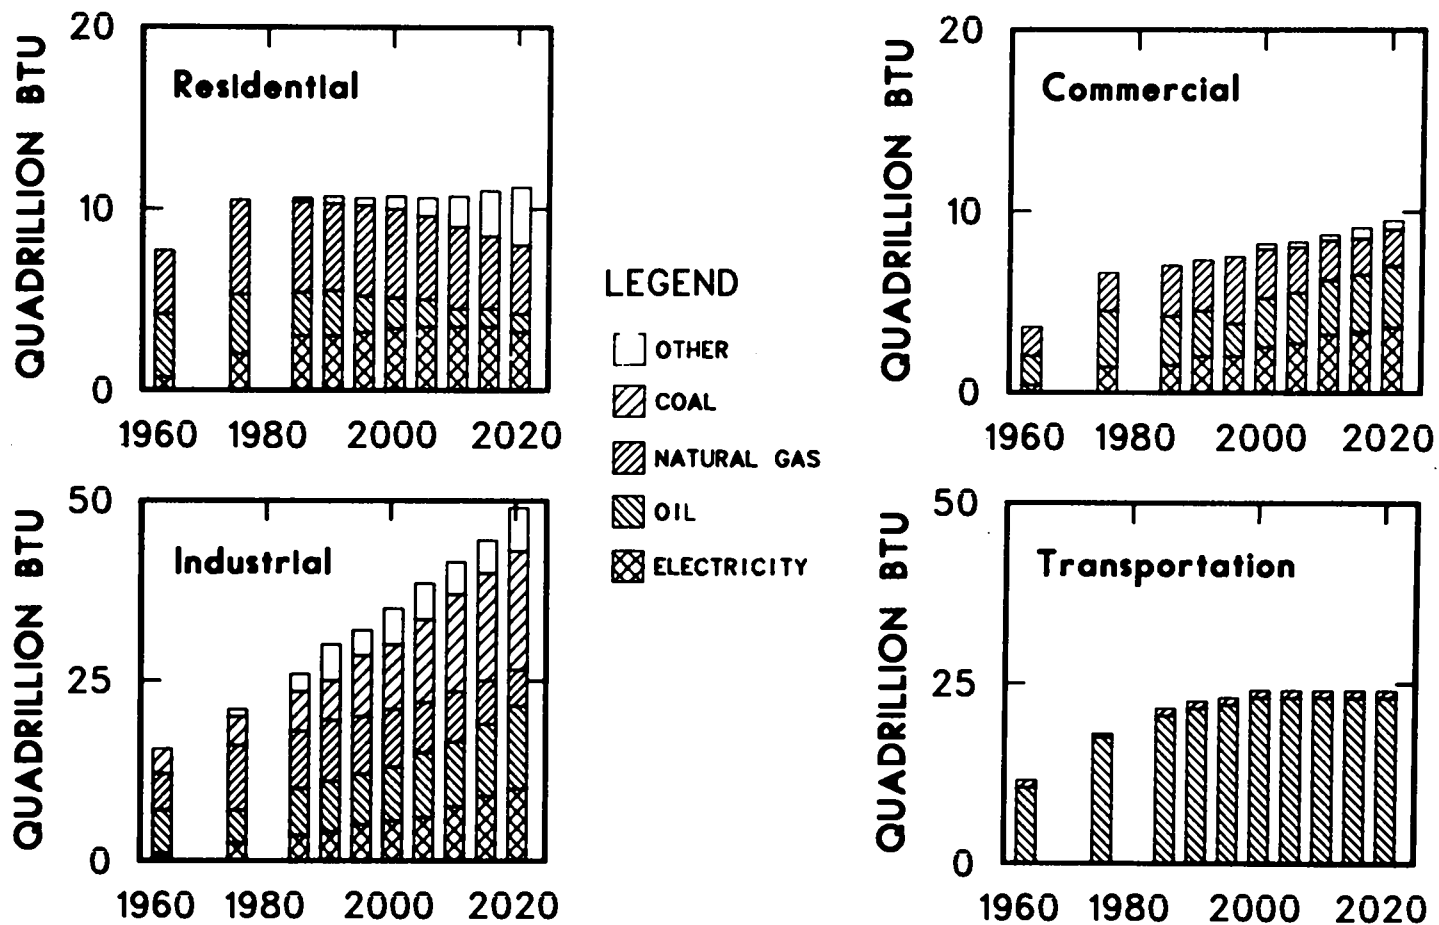 QUADRILLION BTU
20
10
0
Residential
1960 1980 2000 2020
QUADRILLION BTU
20
10
0
Commercial
1960 1980 2000 2020
LEGEND
OTHER
COAL
NATURAL GAS
OIL
ELECTRICITY
QUADRILLION BTU
50
25
0
Industrial
1960 1980 2000 2020
QUADRILLION BTU
50
25
0
Transportation
1960 1980 2000 2020